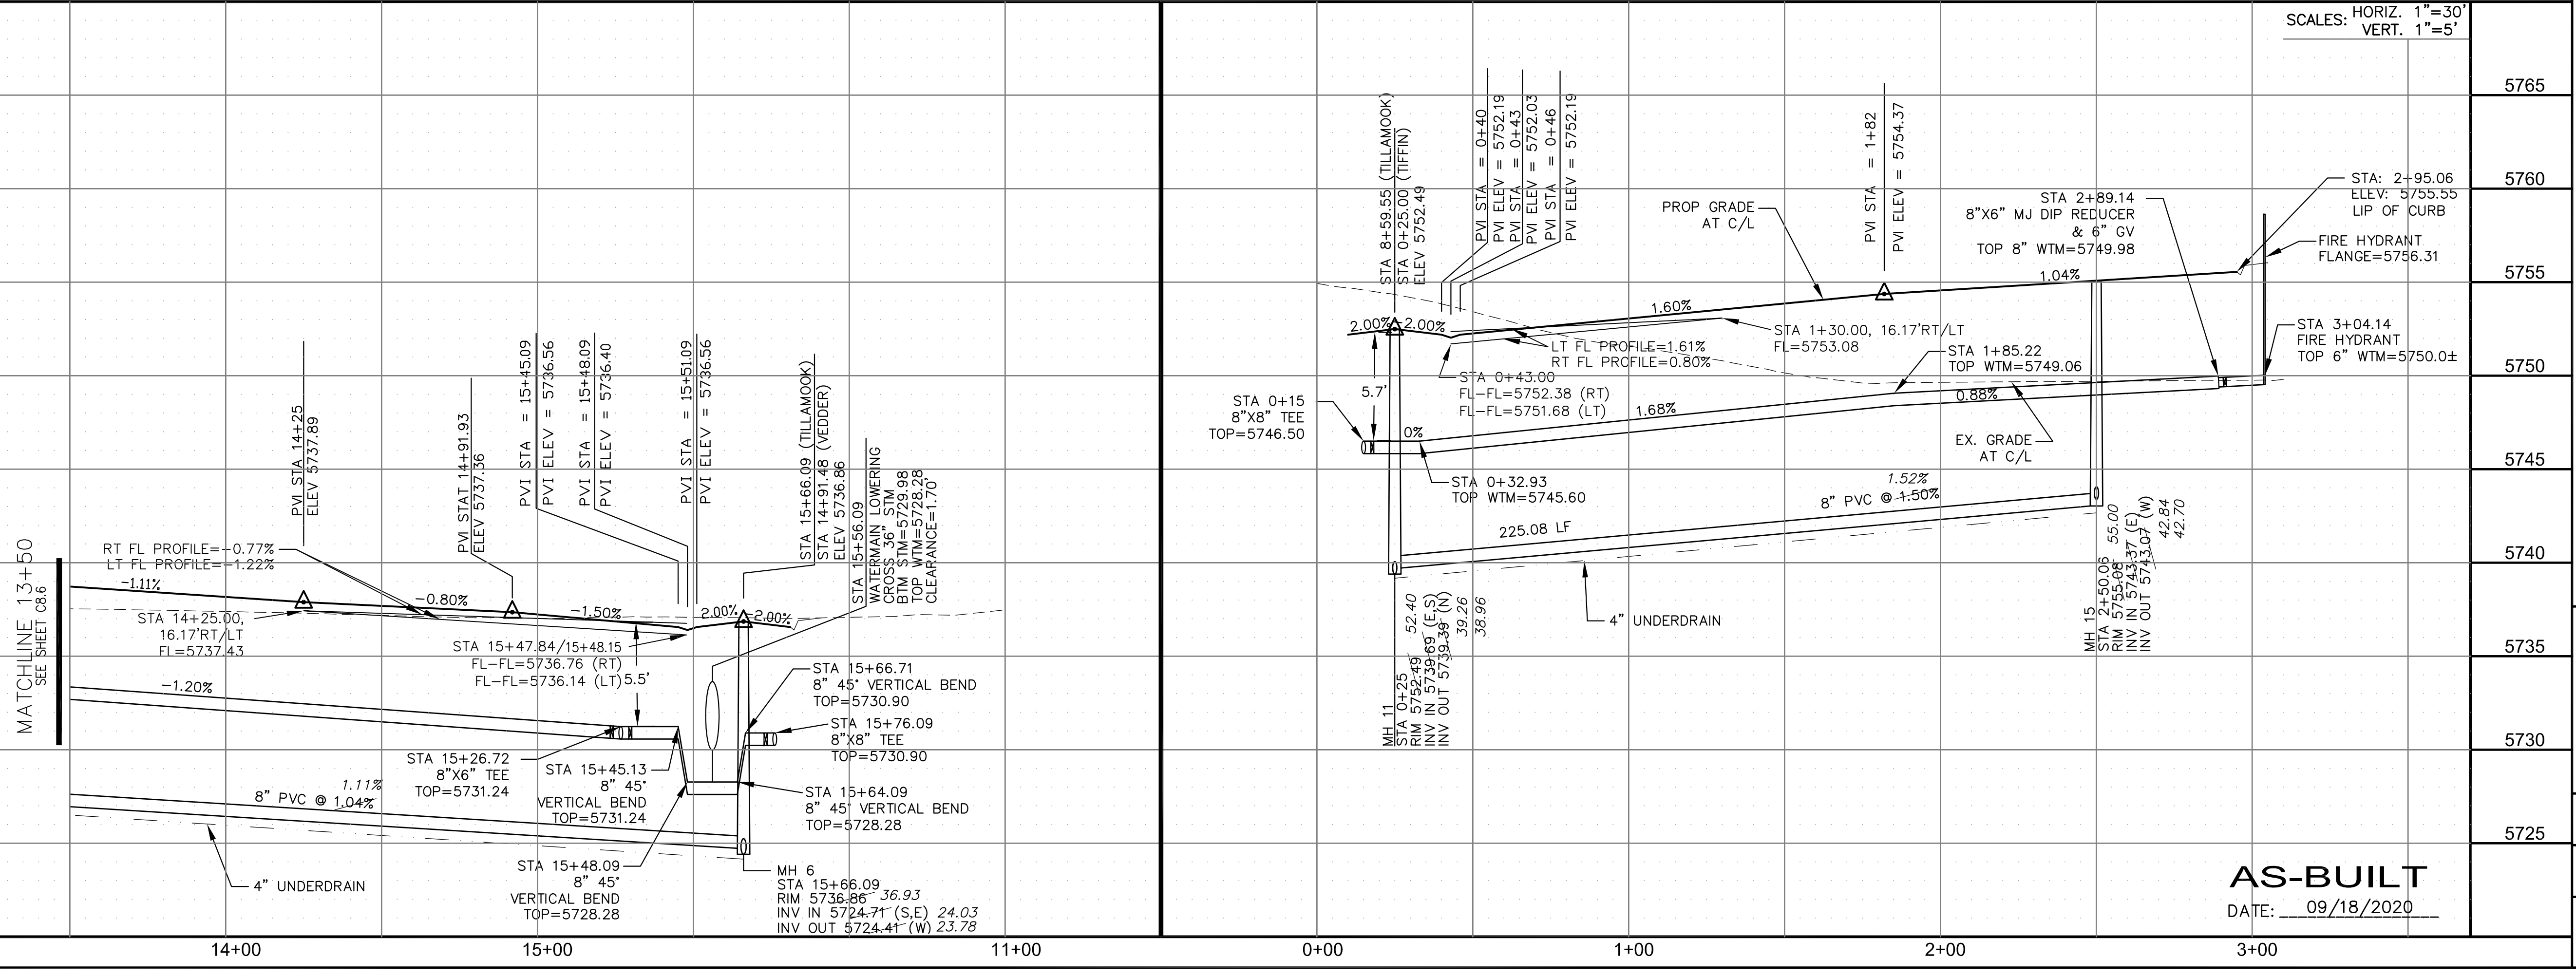 SCALES: HORIZ. 1"=30'
VERT. 1"=5'
MATCHLINE 13+50
SEE SHEET C8.6
RT FL PROFILE=-0.77%
LT FL PROFILE=-1.22%
-1.11%
-0.80%
-1.50%
2.00%
-2.00%
PVI STA 14+25
ELEV 5737.89
PVI STAT 14+91.93
ELEV 5737.36
PVI STA = 15+45.09
PVI ELEV = 5736.56
PVI STA = 15+48.09
PVI ELEV = 5736.40
PVI STA = 15+51.09
PVI ELEV = 5736.56
STA 15+66.09 (TILLAMOOK)
STA 14+91.48 (VEDDER)
ELEV 5736.86
STA 15+56.09
WATERMAIN LOWERING
CROSS 36" STM
BTM STM=5729.98
TOP WTM=5728.28
CLEARANCE=1.70'
STA 14+25.00,
16.17'RT/LT
FL=5737.43
STA 15+47.84/15+48.15
FL-FL=5736.76 (RT)
FL-FL=5736.14 (LT)
5.5'
-1.20%
STA 15+66.71
8" 45° VERTICAL BEND
TOP=5730.90
STA 15+76.09
8"X8" TEE
TOP=5730.90
STA 15+26.72
8"X6" TEE
TOP=5731.24
STA 15+45.13
8" 45°
VERTICAL BEND
TOP=5731.24
STA 15+64.09
8" 45° VERTICAL BEND
TOP=5728.28
1.11%
8" PVC @ 1.04%
STA 15+48.09
8" 45°
VERTICAL BEND
TOP=5728.28
4" UNDERDRAIN
MH 6
STA 15+66.09
RIM 5736.86 36.93
INV IN 5724.71 (S,E) 24.03
INV OUT 5724.41 (W) 23.78
14+00
15+00
11+00
STA 8+59.55 (TILLAMOOK)
STA 0+25.00 (TIFFIN)
ELEV 5752.49
PVI STA = 0+40
PVI ELEV = 5752.19
PVI STA = 0+43
PVI ELEV = 5752.03
PVI STA = 0+46
PVI ELEV = 5752.19
PVI STA = 1+82
PVI ELEV = 5754.37
PROP GRADE
AT C/L
STA 2+89.14
8"X6" MJ DIP REDUCER
& 6" GV
TOP 8" WTM=5749.98
STA: 2-95.06
ELEV: 5755.55
LIP OF CURB
FIRE HYDRANT
FLANGE=5756.31
2.00%
-2.00%
1.60%
1.04%
STA 1+30.00, 16.17'RT/LT
FL=5753.08
LT FL PROFILE=1.61%
RT FL PROFILE=0.80%
STA 3+04.14
FIRE HYDRANT
TOP 6" WTM=5750.0±
STA 1+85.22
TOP WTM=5749.06
STA 0+43.00
FL-FL=5752.38 (RT)
FL-FL=5751.68 (LT)
5.7'
STA 0+15
8"X8" TEE
TOP=5746.50
0%
1.68%
0.88%
EX. GRADE
AT C/L
STA 0+32.93
TOP WTM=5745.60
1.52%
8" PVC @ 1.50%
225.08 LF
4" UNDERDRAIN
MH 11
STA 0+25
RIM 5752.49 52.40
INV IN 5739.69 (E,S)
INV OUT 5739.39 (N)
39.26
38.96
MH 15
STA 2+50.06
RIM 5755.08 55.00
INV IN 5743.37 (E)
INV OUT 5743.07 (W)
42.84
42.70
0+00
1+00
2+00
3+00
5765
5760
5755
5750
5745
5740
5735
5730
5725
AS-BUILT
DATE: 09/18/2020